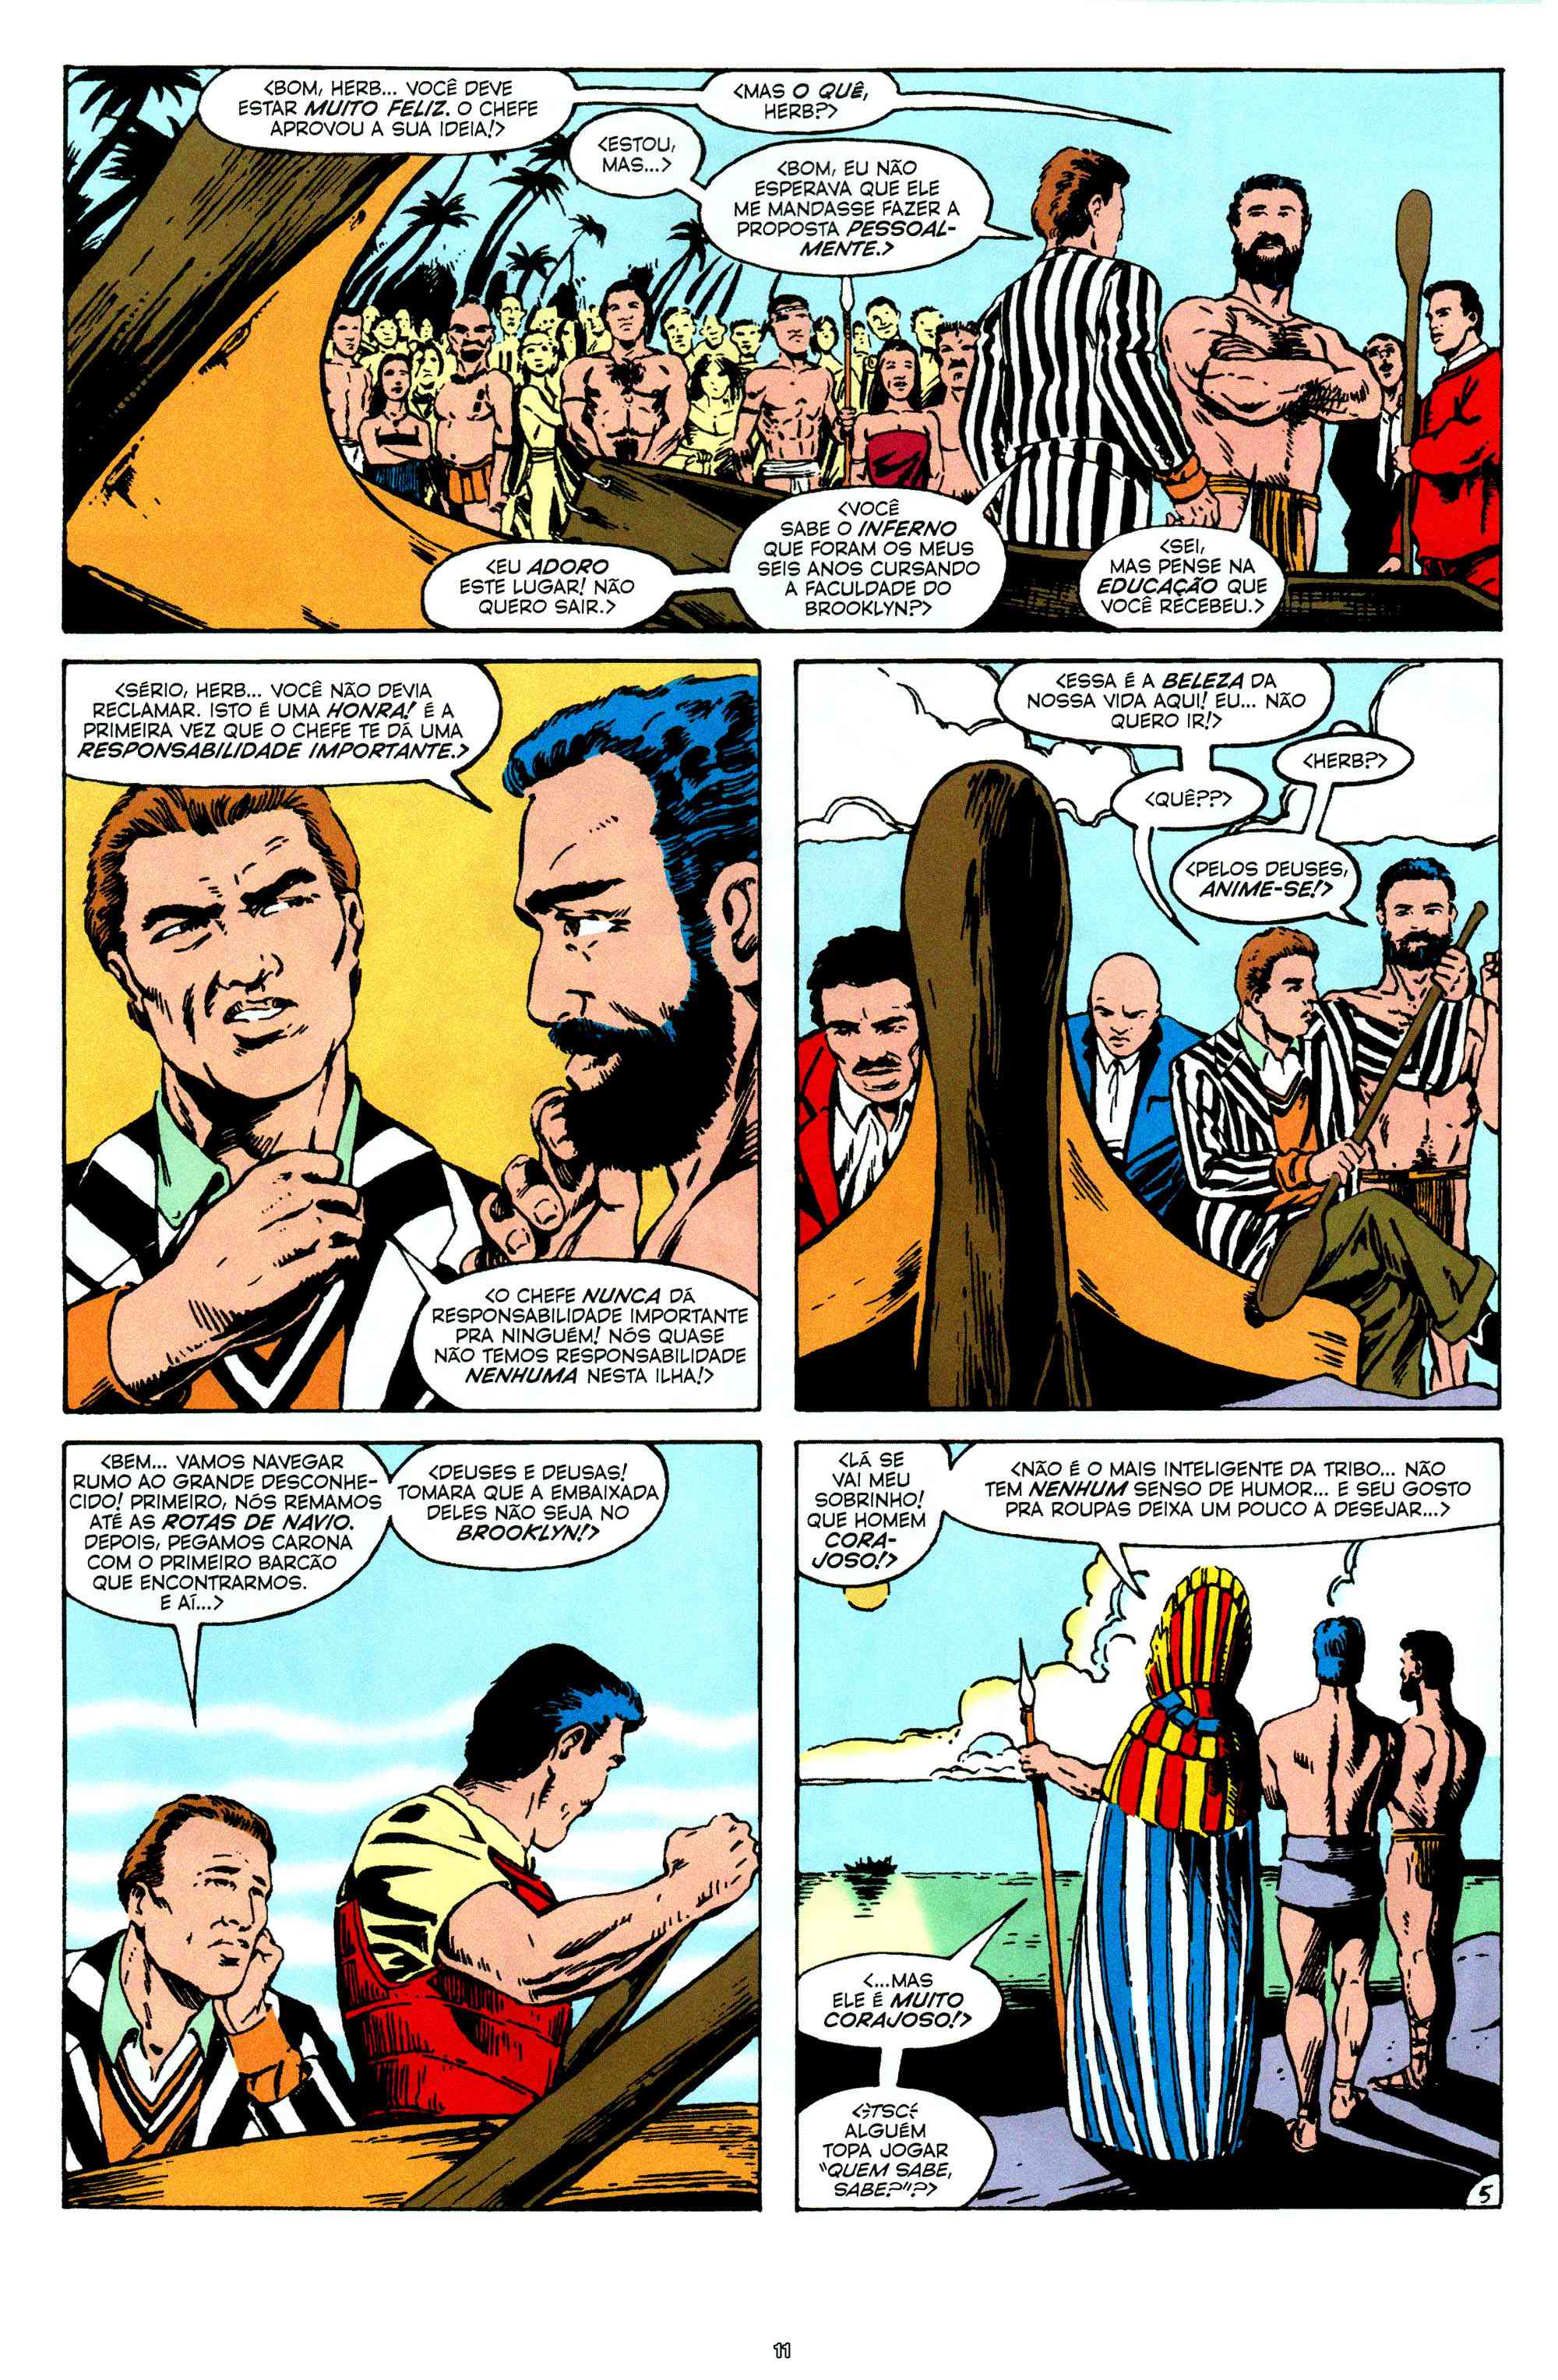 <BOM, HERB... VOCÊ DEVE
ESTAR MUITO FELIZ. O CHEFE
APROVOU A SUA IDEIA!>
<ESTOU,
MAS...>
<MAS O QUÊ,
HERB?>
<BOM, EU NÃO
ESPERAVA QUE ELE
ME MANDASSE FAZER A
PROPOSTA PESSOAL-
MENTE.>
<EU ADORO
ESTE LUGAR! NÃO
QUERO SAIR.>
<VOCÊ
SABE O INFERNO
QUE FORAM OS MEUS
SEIS ANOS CURSANDO
A FACULDADE DO
BROOKLYN?>
<SEI,
MAS PENSE NA
EDUCAÇÃO QUE
VOCÊ RECEBEU.>
<SÉRIO, HERB... VOCÊ NÃO DEVIA
RECLAMAR. ISTO É UMA HONRA! É A
PRIMEIRA VEZ QUE O CHEFE TE DÁ UMA
RESPONSABILIDADE IMPORTANTE.>
<O CHEFE NUNCA DÁ
RESPONSABILIDADE IMPORTANTE
PRA NINGUÉM! NÓS QUASE
NÃO TEMOS RESPONSABILIDADE
NENHUMA NESTA ILHA!>
<ESSA É A BELEZA DA
NOSSA VIDA AQUI! EU... NÃO
QUERO IR!>
<HERB?>
<QUÊ??>
<PELOS DEUSES,
ANIME-SE!>
<BEM... VAMOS NAVEGAR
RUMO AO GRANDE DESCONHE-
CIDO! PRIMEIRO, NÓS REMAMOS
ATÉ AS ROTAS DE NAVIO.
DEPOIS, PEGAMOS CARONA
COM O PRIMEIRO BARCÃO
QUE ENCONTRARMOS.
E AÍ...>
<DEUSES E DEUSAS!
TOMARA QUE A EMBAIXADA
DELES NÃO SEJA NO
BROOKLYN!>
<LÁ SE
VAI MEU
SOBRINHO!
QUE HOMEM
CORA-
JOSO!>
<NÃO É O MAIS INTELIGENTE DA TRIBO... NÃO
TEM NENHUM SENSO DE HUMOR... E SEU GOSTO
PRA ROUPAS DEIXA UM POUCO A DESEJAR...>
<...MAS
ELE É MUITO
CORAJOSO!>
<TSC
ALGUÉM
TOPA JOGAR
"QUEM SABE,
SABE?"?>
5
11